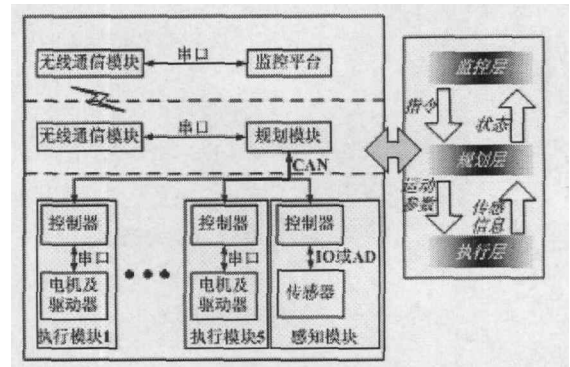 无线通信模块
串口
监控平台
无线通信模块
串口
规划模块
CAN
控制器
串口
电机及
驱动器
执行模块1
控制器
串口
电机及
驱动器
执行模块5
控制器
IO或AD
传感器
感知模块
监控层
指令
状态
规划层
运动
参数
传感
信息
执行层